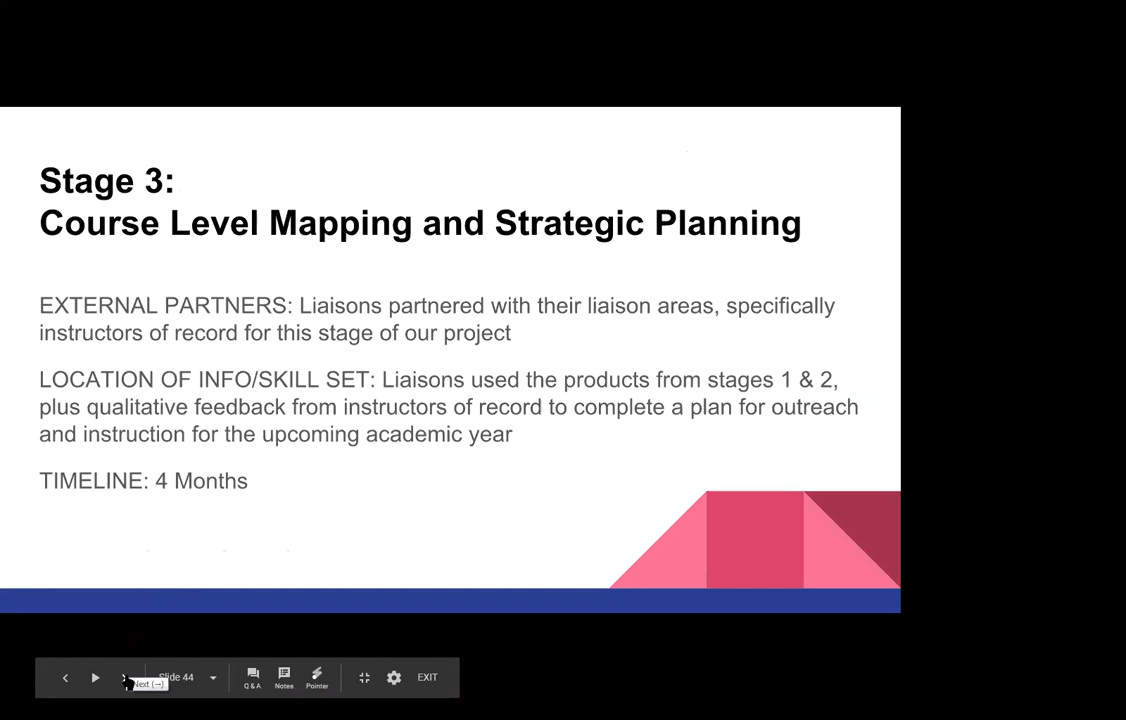 Stage 3:
Course Level Mapping and Strategic Planning
EXTERNAL PARTNERS: Liaisons partnered with their liaison areas, specifically
instructors of record for this stage of our project
LOCATION OF INFO/SKILL SET: Liaisons used the products from stages 1 & 2,
plus qualitative feedback from instructors of record to complete a plan for outreach
and instruction for the upcoming academic year
TIMELINE: 4 Months
Slide 44
Q & A
Notes
Pointer
EXIT
Next (→)